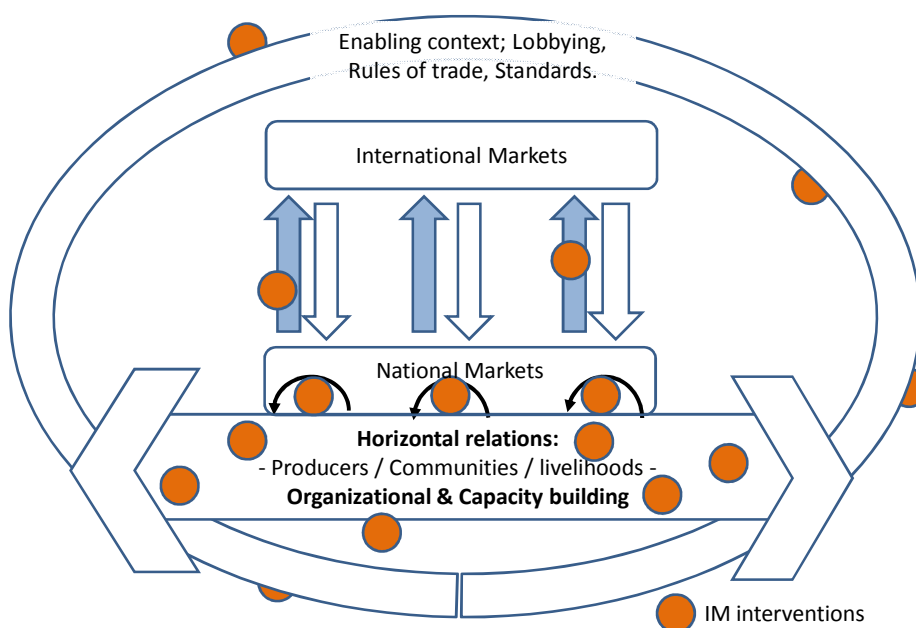 Enabling context; Lobbying,
Rules of trade, Standards.
International Markets
National Markets
Horizontal relations:
- Producers / Communities / livelihoods -
Organizational & Capacity building
IM interventions